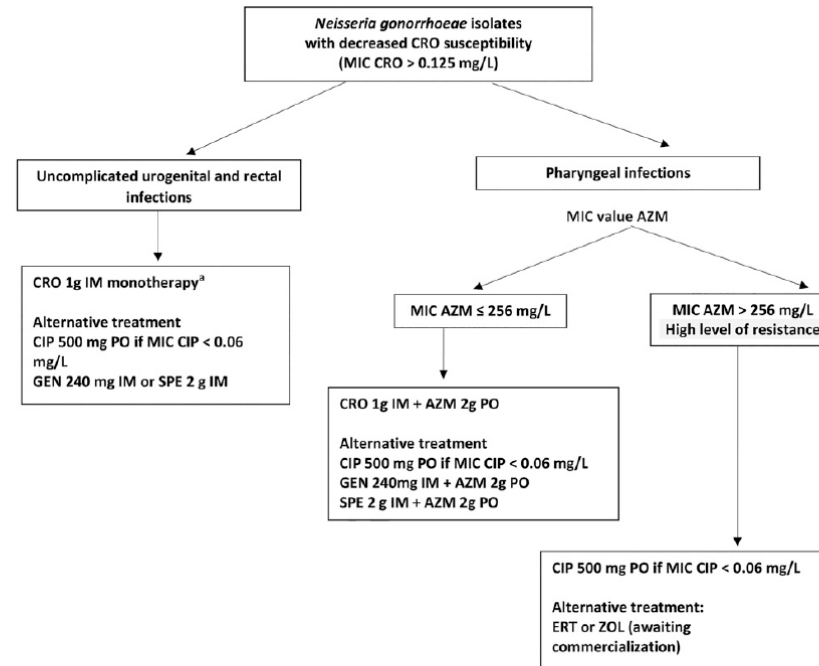 Neisseria gonorrhoeae isolates
with decreased CRO susceptibility
(MIC CRO > 0.125 mg/L)
Uncomplicated urogenital and rectal
infections
Pharyngeal infections
MIC value AZM
CRO 1g IM monotherapyᵃ
Alternative treatment
CIP 500 mg PO if MIC CIP < 0.06
mg/L
GEN 240 mg IM or SPE 2 g IM
MIC AZM ≤ 256 mg/L
MIC AZM > 256 mg/L
High level of resistance
CRO 1g IM + AZM 2g PO
Alternative treatment
CIP 500 mg PO if MIC CIP < 0.06 mg/L
GEN 240mg IM + AZM 2g PO
SPE 2 g IM + AZM 2g PO
CIP 500 mg PO if MIC CIP < 0.06 mg/L
Alternative treatment:
ERT or ZOL (awaiting
commercialization)